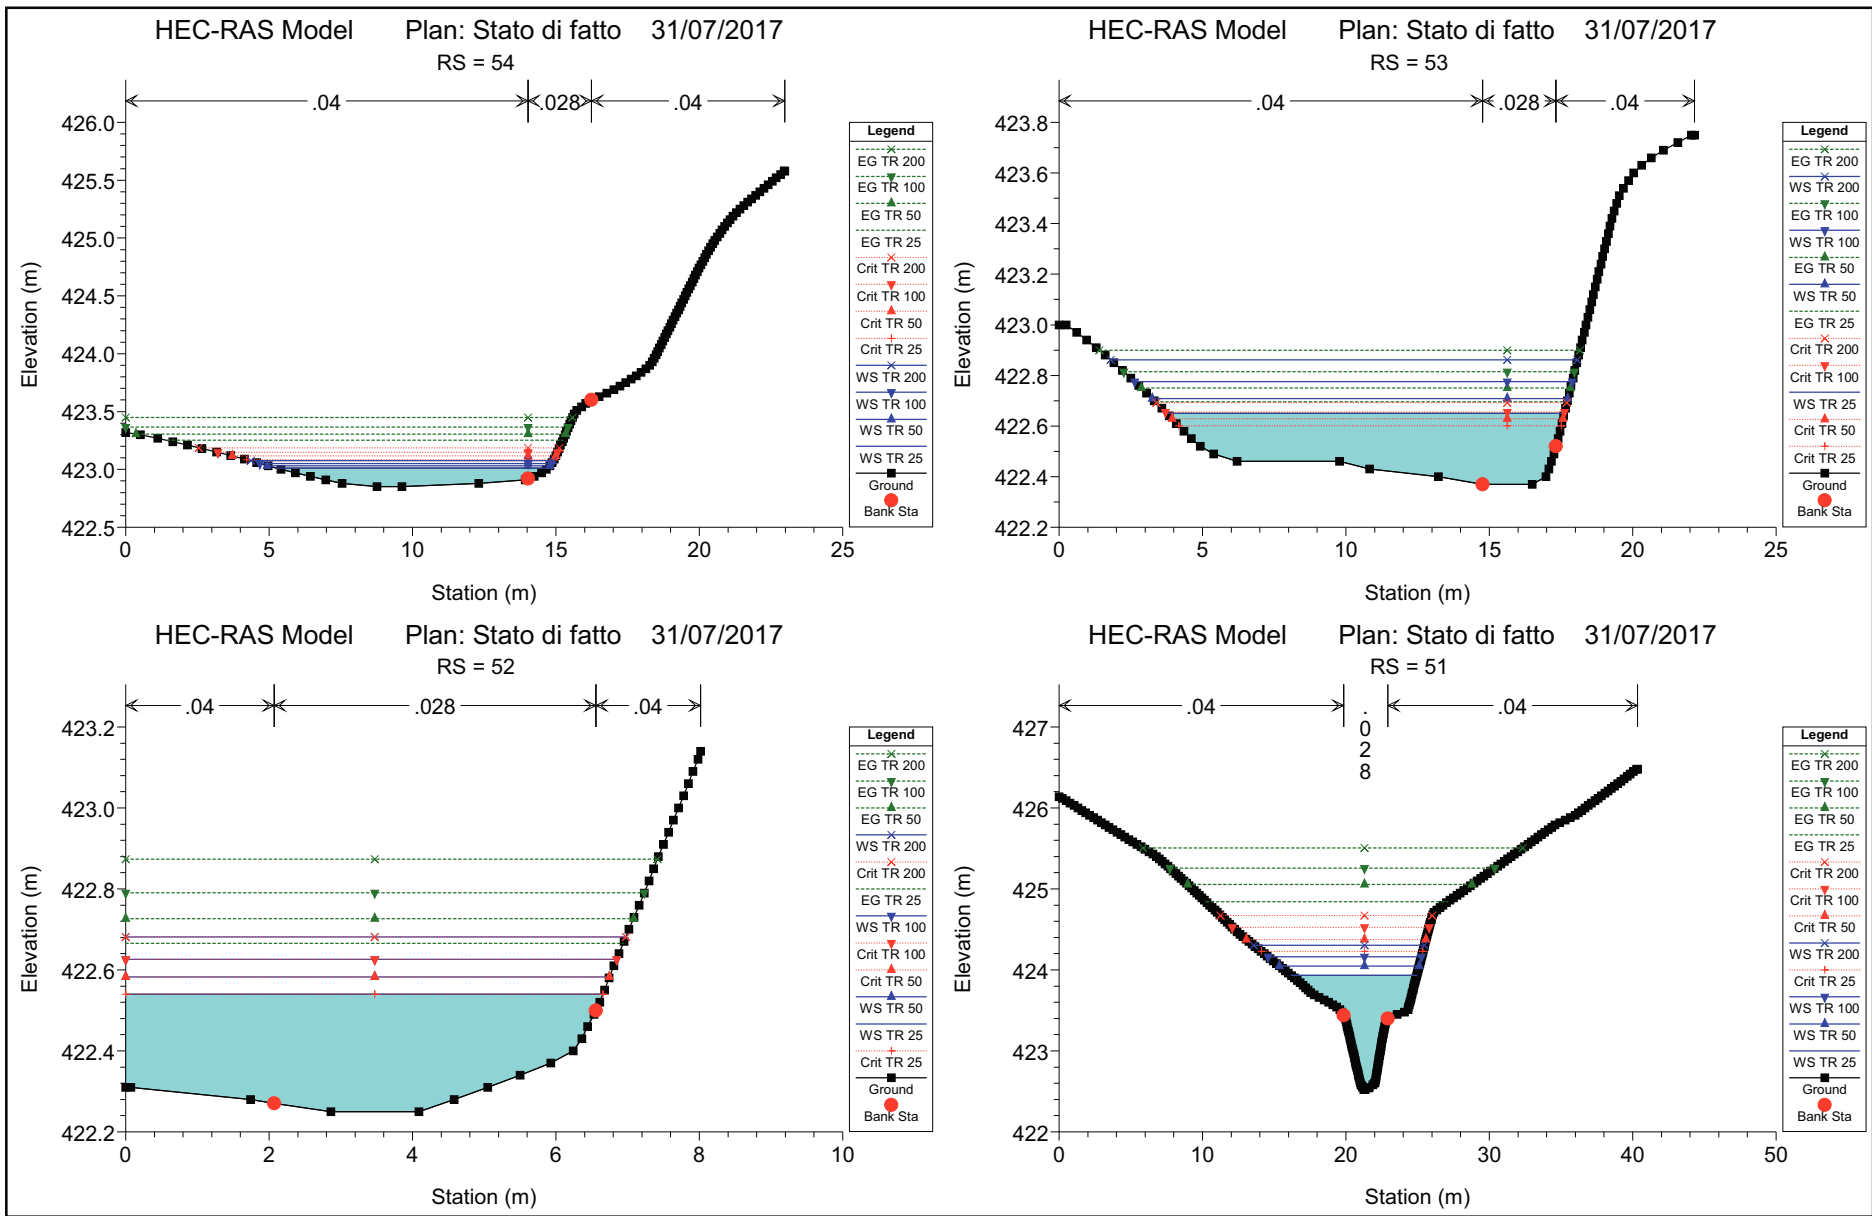 HEC-RAS Model Plan: Stato di fatto 31/07/2017
RS = 54
.04 .028 .04
426.0
425.5
425.0
424.5
424.0
423.5
423.0
422.5
Elevation (m)
0 5 10 15 20 25
Station (m)
Legend
EG TR 200
EG TR 100
EG TR 50
EG TR 25
Crit TR 200
Crit TR 100
Crit TR 50
Crit TR 25
WS TR 200
WS TR 100
WS TR 50
WS TR 25
Ground
Bank Sta
HEC-RAS Model Plan: Stato di fatto 31/07/2017
RS = 53
.04 .028 .04
423.8
423.6
423.4
423.2
423.0
422.8
422.6
422.4
422.2
Elevation (m)
0 5 10 15 20 25
Station (m)
Legend
EG TR 200
WS TR 200
EG TR 100
WS TR 100
EG TR 50
WS TR 50
EG TR 25
Crit TR 200
Crit TR 100
WS TR 25
Crit TR 50
Crit TR 25
Ground
Bank Sta
HEC-RAS Model Plan: Stato di fatto 31/07/2017
RS = 52
.04 .028 .04
423.2
423.0
422.8
422.6
422.4
422.2
Elevation (m)
0 2 4 6 8 10
Station (m)
Legend
EG TR 200
EG TR 100
EG TR 50
WS TR 200
Crit TR 200
EG TR 25
WS TR 100
Crit TR 100
Crit TR 50
WS TR 50
WS TR 25
Crit TR 25
Ground
Bank Sta
HEC-RAS Model Plan: Stato di fatto 31/07/2017
RS = 51
.04 .028 .04
427
426
425
424
423
422
Elevation (m)
0 10 20 30 40 50
Station (m)
Legend
EG TR 200
EG TR 100
EG TR 50
EG TR 25
Crit TR 200
Crit TR 100
Crit TR 50
WS TR 200
Crit TR 25
WS TR 100
WS TR 50
WS TR 25
Ground
Bank Sta